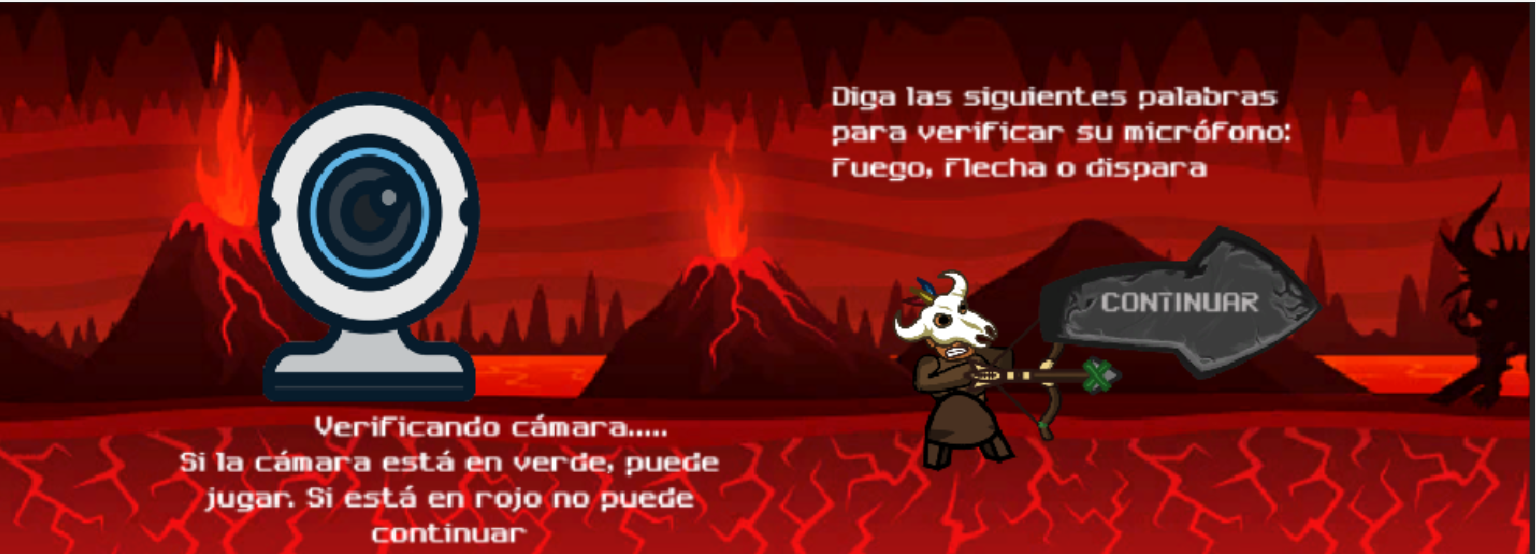 Diga las siguientes palabras
para verificar su micrófono:
Fuego, Flecha o dispara
CONTINUAR
Verificando cámara.....
Si la cámara está en verde, puede
jugar. Si está en rojo no puede
continuar